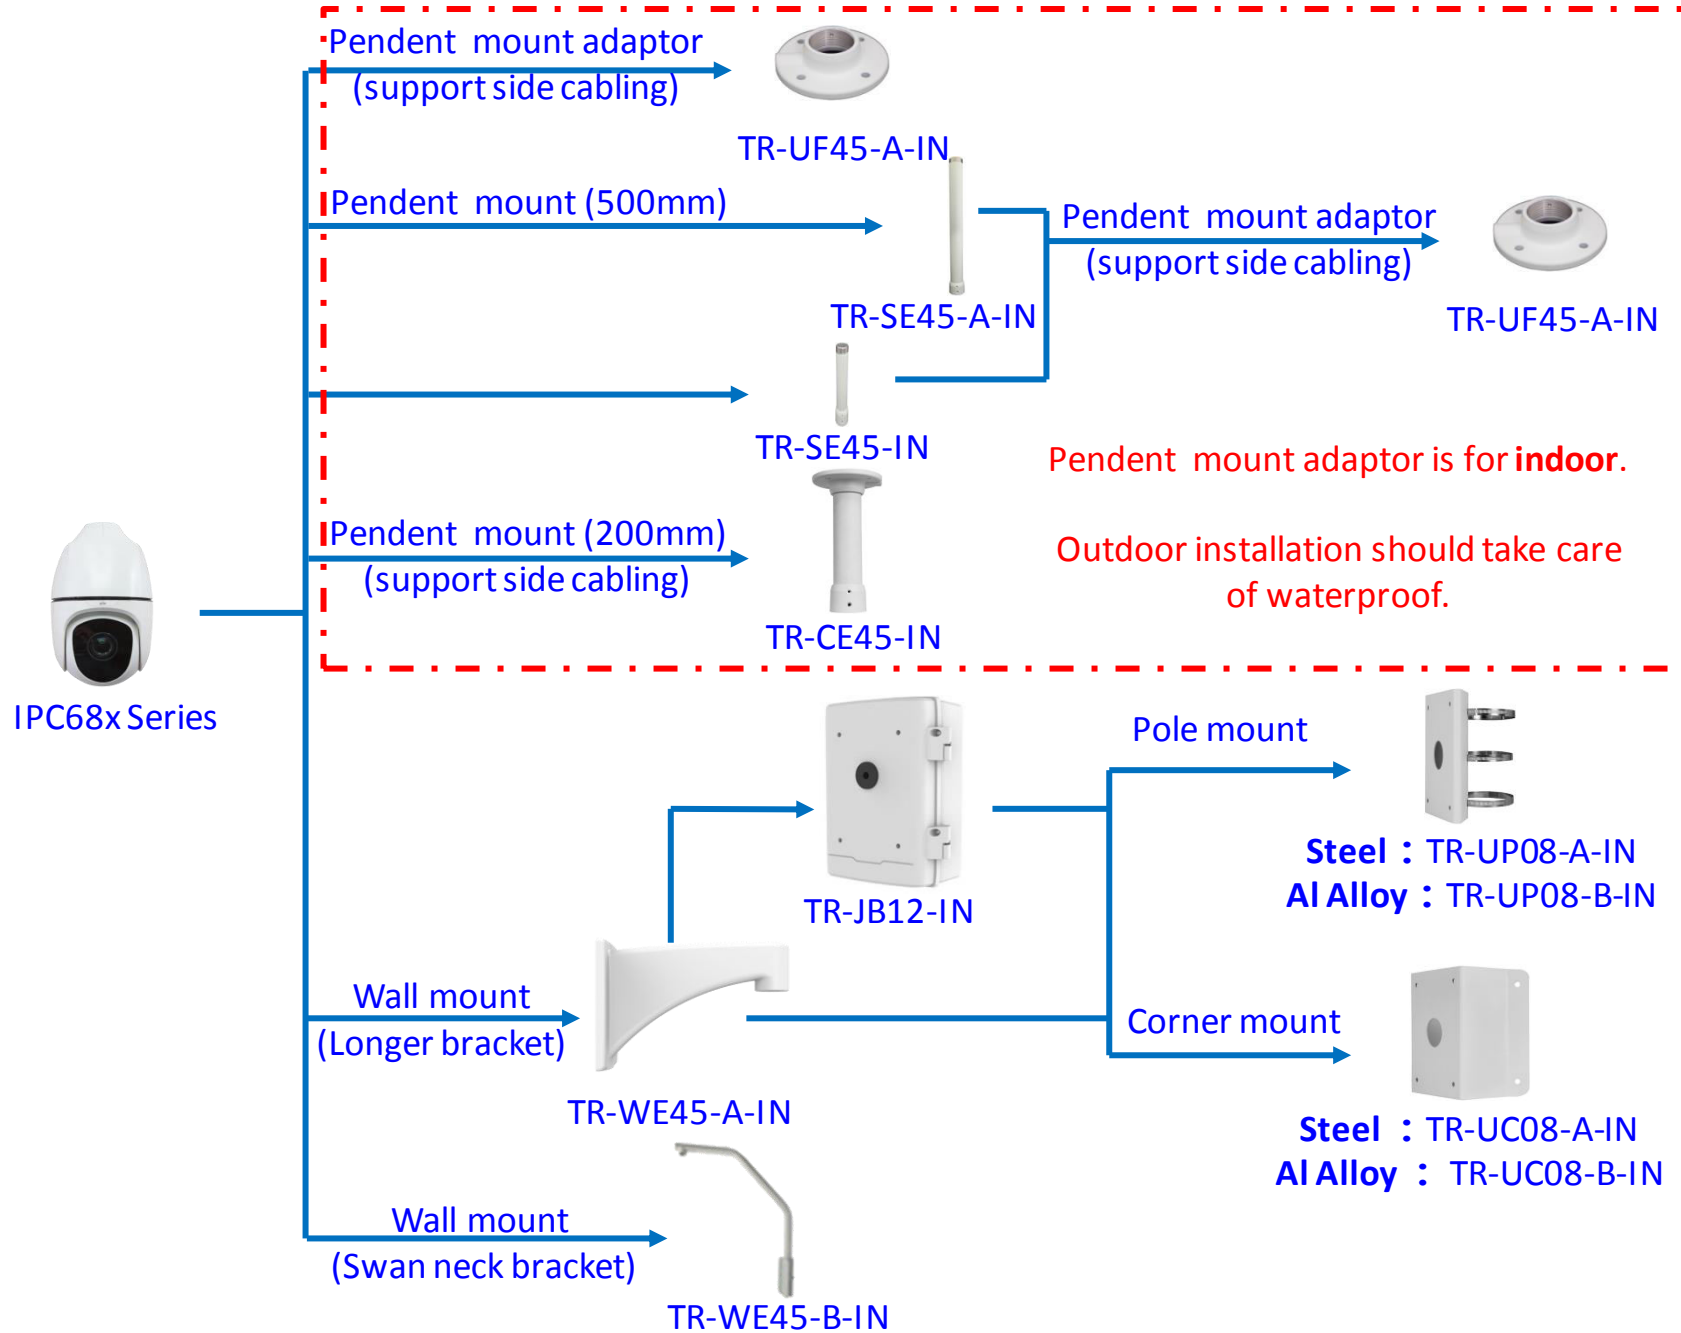 Pendent mount adaptor
(support side cabling)
TR-UF45-A-IN
Pendent mount (500mm)
TR-SE45-A-IN
Pendent mount adaptor
(support side cabling)
TR-UF45-A-IN
TR-SE45-IN
Pendent mount adaptor is for indoor.
Outdoor installation should take care
of waterproof.
Pendent mount (200mm)
(support side cabling)
TR-CE45-IN
IPC68x Series
TR-JB12-IN
Pole mount
Steel：TR-UP08-A-IN
Al Alloy：TR-UP08-B-IN
Wall mount
(Longer bracket)
TR-WE45-A-IN
Corner mount
Steel ：TR-UC08-A-IN
Al Alloy ： TR-UC08-B-IN
Wall mount
(Swan neck bracket)
TR-WE45-B-IN